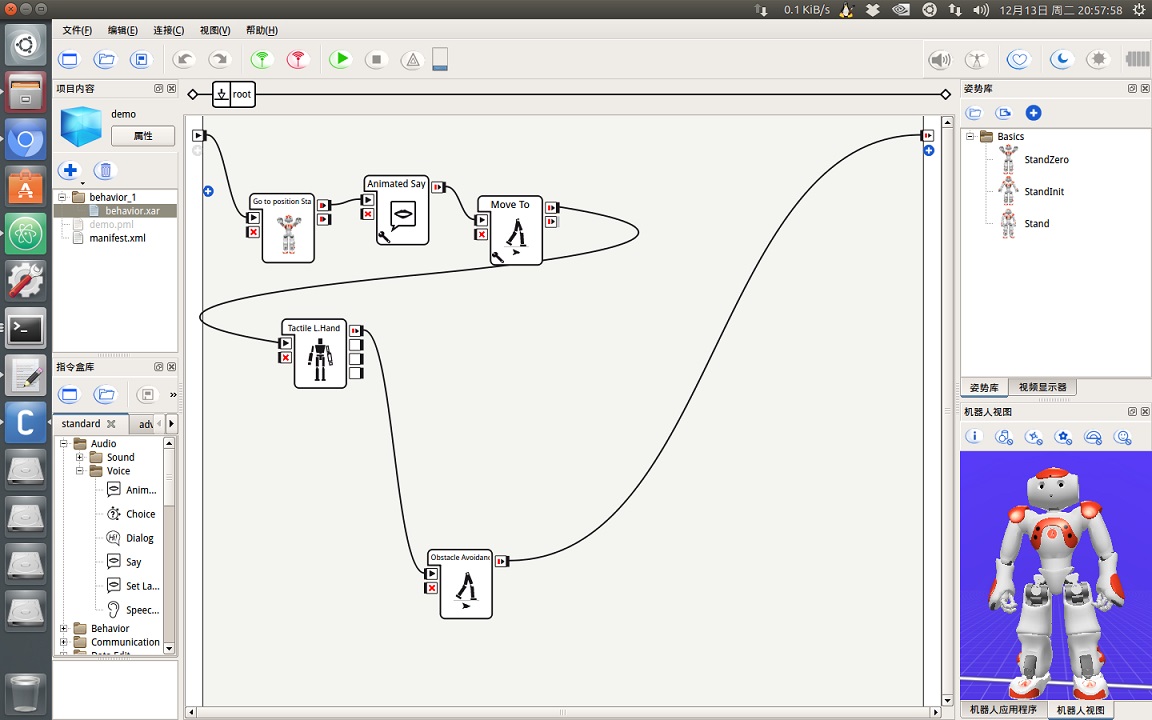 0.1 KiB/s
12月13日 周二 20:57:58
文件(F) 编辑(E) 连接(C) 视图(V) 帮助(H)
项目内容
demo
属性
behavior_1
behavior.xar
demo.pml
manifest.xml
指令盒库
»
standard
adv
Audio
Sound
Voice
Anim...
Choice
Dialog
Say
Set La...
Speec...
Behavior
Communication
Data Edit
root
Go to position Sta
Animated Say
Move To
Tactile L.Hand
Obstacle Avoidanc
姿势库
Basics
StandZero
StandInit
Stand
姿势库 视频显示器
机器人视图
机器人应用程序 机器人视图